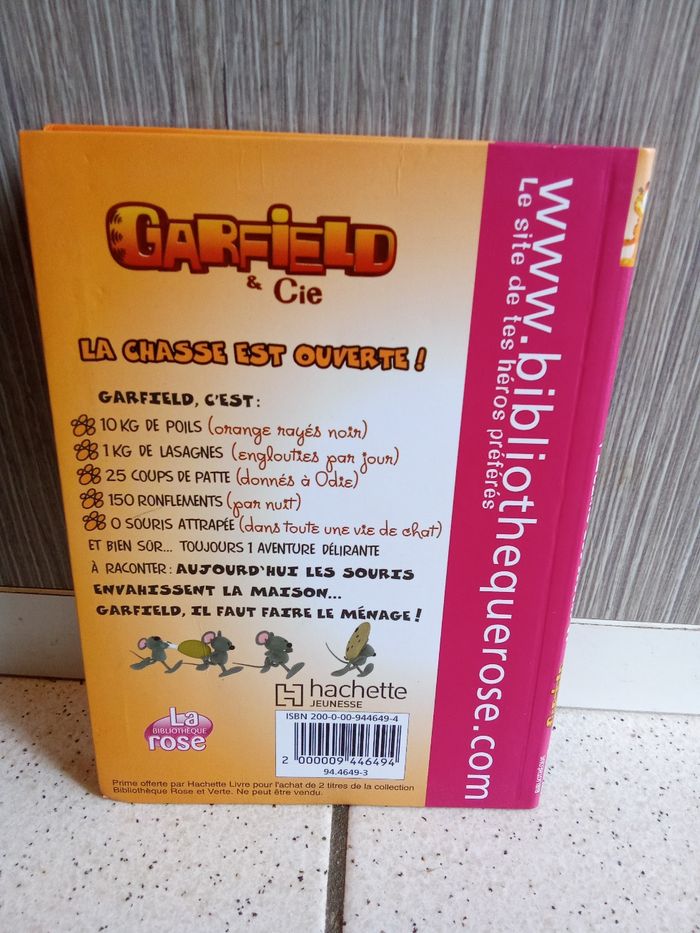 GARFIELD
& Cie
LA CHASSE EST OUVERTE !
GARFIELD, C'EST :
10 KG DE POILS (orange rayés noir)
1 KG DE LASAGNES (englouties par jour)
25 COUPS DE PATTE (donnés à Odie)
150 RONFLEMENTS (par nuit)
0 SOURIS ATTRAPÉE (dans toute une vie de chat)
ET BIEN SÛR... TOUJOURS 1 AVENTURE DÉLIRANTE
À RACONTER : AUJOURD'HUI LES SOURIS
ENVAHISSENT LA MAISON...
GARFIELD, IL FAUT FAIRE LE MÉNAGE !
hachette
JEUNESSE
La
BIBLIOTHÈQUE
rose
ISBN 200-0-00-944649-4
2 000009 446494
94.4649-3
Prime offerte par Hachette Livre pour l'achat de 2 titres de la collection
Bibliothèque Rose et Verte. Ne peut être vendu.
www.bibliothequerose.com
Le site de tes héros préférés